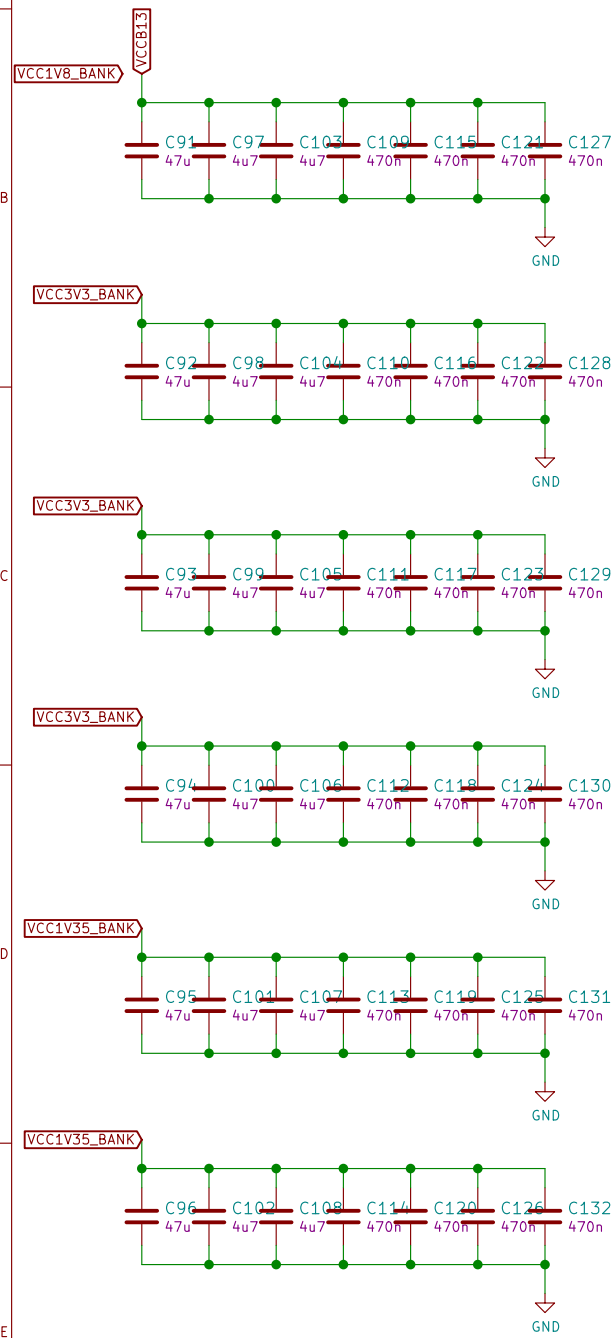 VCCB13
VCC1V8_BANK
C91 C97 C103 C109 C115 C121 C127
47u 4u7 4u7 470n 470n 470n 470n
B
GND
VCC3V3_BANK
C92 C98 C104 C110 C116 C122 C128
47u 4u7 4u7 470n 470n 470n 470n
GND
VCC3V3_BANK
C
C93 C99 C105 C111 C117 C123 C129
47u 4u7 4u7 470n 470n 470n 470n
GND
VCC3V3_BANK
C94 C100 C106 C112 C118 C124 C130
47u 4u7 4u7 470n 470n 470n 470n
GND
VCC1V35_BANK
D
C95 C101 C107 C113 C119 C125 C131
47u 4u7 4u7 470n 470n 470n 470n
GND
VCC1V35_BANK
C96 C102 C108 C114 C120 C126 C132
47u 4u7 4u7 470n 470n 470n 470n
GND
E